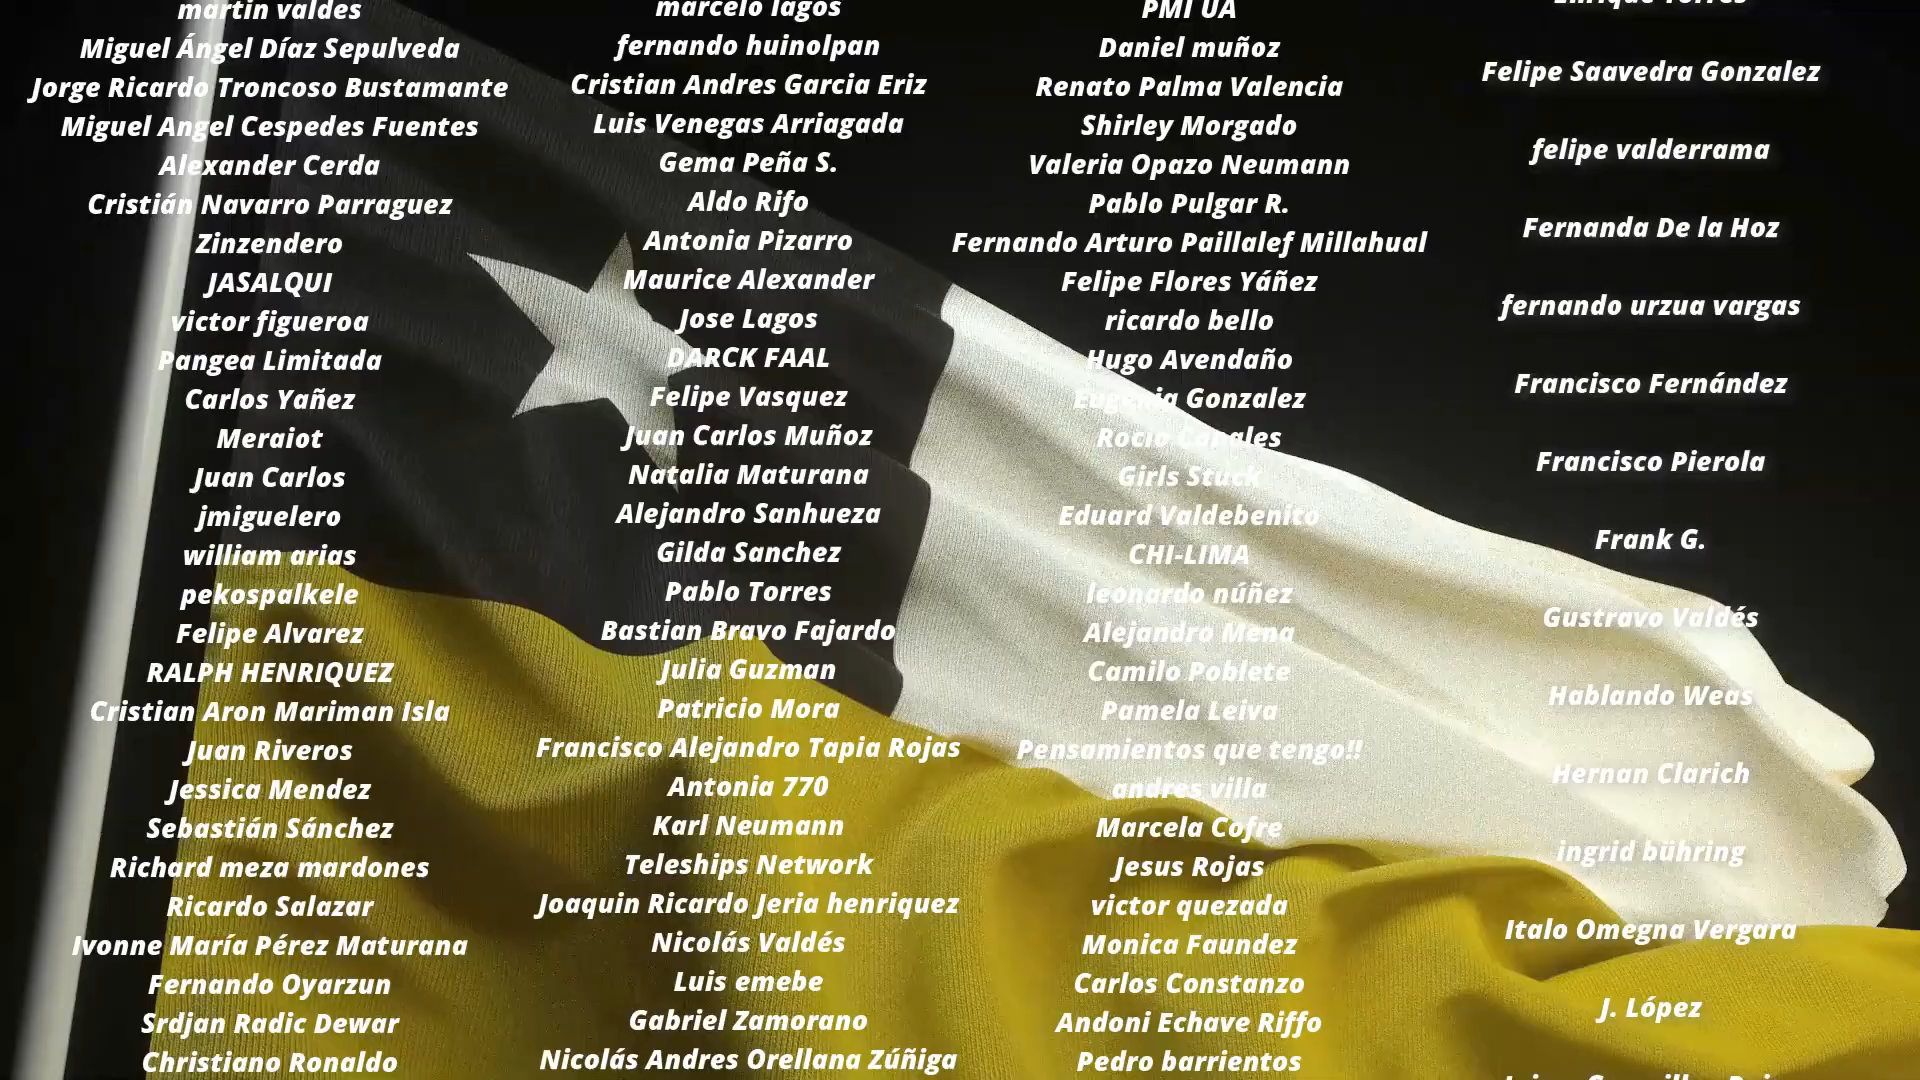 martin valdes
Miguel Ángel Díaz Sepulveda
Jorge Ricardo Troncoso Bustamante
Miguel Angel Cespedes Fuentes
Alexander Cerda
Cristián Navarro Parraguez
Zinzendero
JASALQUI
victor figueroa
Pangea Limitada
Carlos Yañez
Meraiot
Juan Carlos
jmiguelero
william arias
pekospalkele
Felipe Alvarez
RALPH HENRIQUEZ
Cristian Aron Mariman Isla
Juan Riveros
Jessica Mendez
Sebastián Sánchez
Richard meza mardones
Ricardo Salazar
Ivonne María Pérez Maturana
Fernando Oyarzun
Srdjan Radic Dewar
Christiano Ronaldo
marcelo lagos
fernando huinolpan
Cristian Andres Garcia Eriz
Luis Venegas Arriagada
Gema Peña S.
Aldo Rifo
Antonia Pizarro
Maurice Alexander
Jose Lagos
DARCK FAAL
Felipe Vasquez
Juan Carlos Muñoz
Natalia Maturana
Alejandro Sanhueza
Gilda Sanchez
Pablo Torres
Bastian Bravo Fajardo
Julia Guzman
Patricio Mora
Francisco Alejandro Tapia Rojas
Antonia 770
Karl Neumann
Teleships Network
Joaquin Ricardo Jeria henriquez
Nicolás Valdés
Luis emebe
Gabriel Zamorano
Nicolás Andres Orellana Zúñiga
PMI UA
Daniel muñoz
Renato Palma Valencia
Shirley Morgado
Valeria Opazo Neumann
Pablo Pulgar R.
Fernando Arturo Paillalef Millahual
Felipe Flores Yáñez
ricardo bello
Hugo Avendaño
Eugenia Gonzalez
Rocio Canales
Girls Stuck
Eduard Valdebenito
CHI-LIMA
leonardo núñez
Alejandro Mena
Camilo Poblete
Pamela Leiva
Pensamientos que tengo!!
andres villa
Marcela Cofre
Jesus Rojas
victor quezada
Monica Faundez
Carlos Constanzo
Andoni Echave Riffo
Pedro barrientos
Enrique Torres
Felipe Saavedra Gonzalez
felipe valderrama
Fernanda De la Hoz
fernando urzua vargas
Francisco Fernández
Francisco Pierola
Frank G.
Gustravo Valdés
Hablando Weas
Hernan Clarich
ingrid bühring
Italo Omegna Vergara
J. López